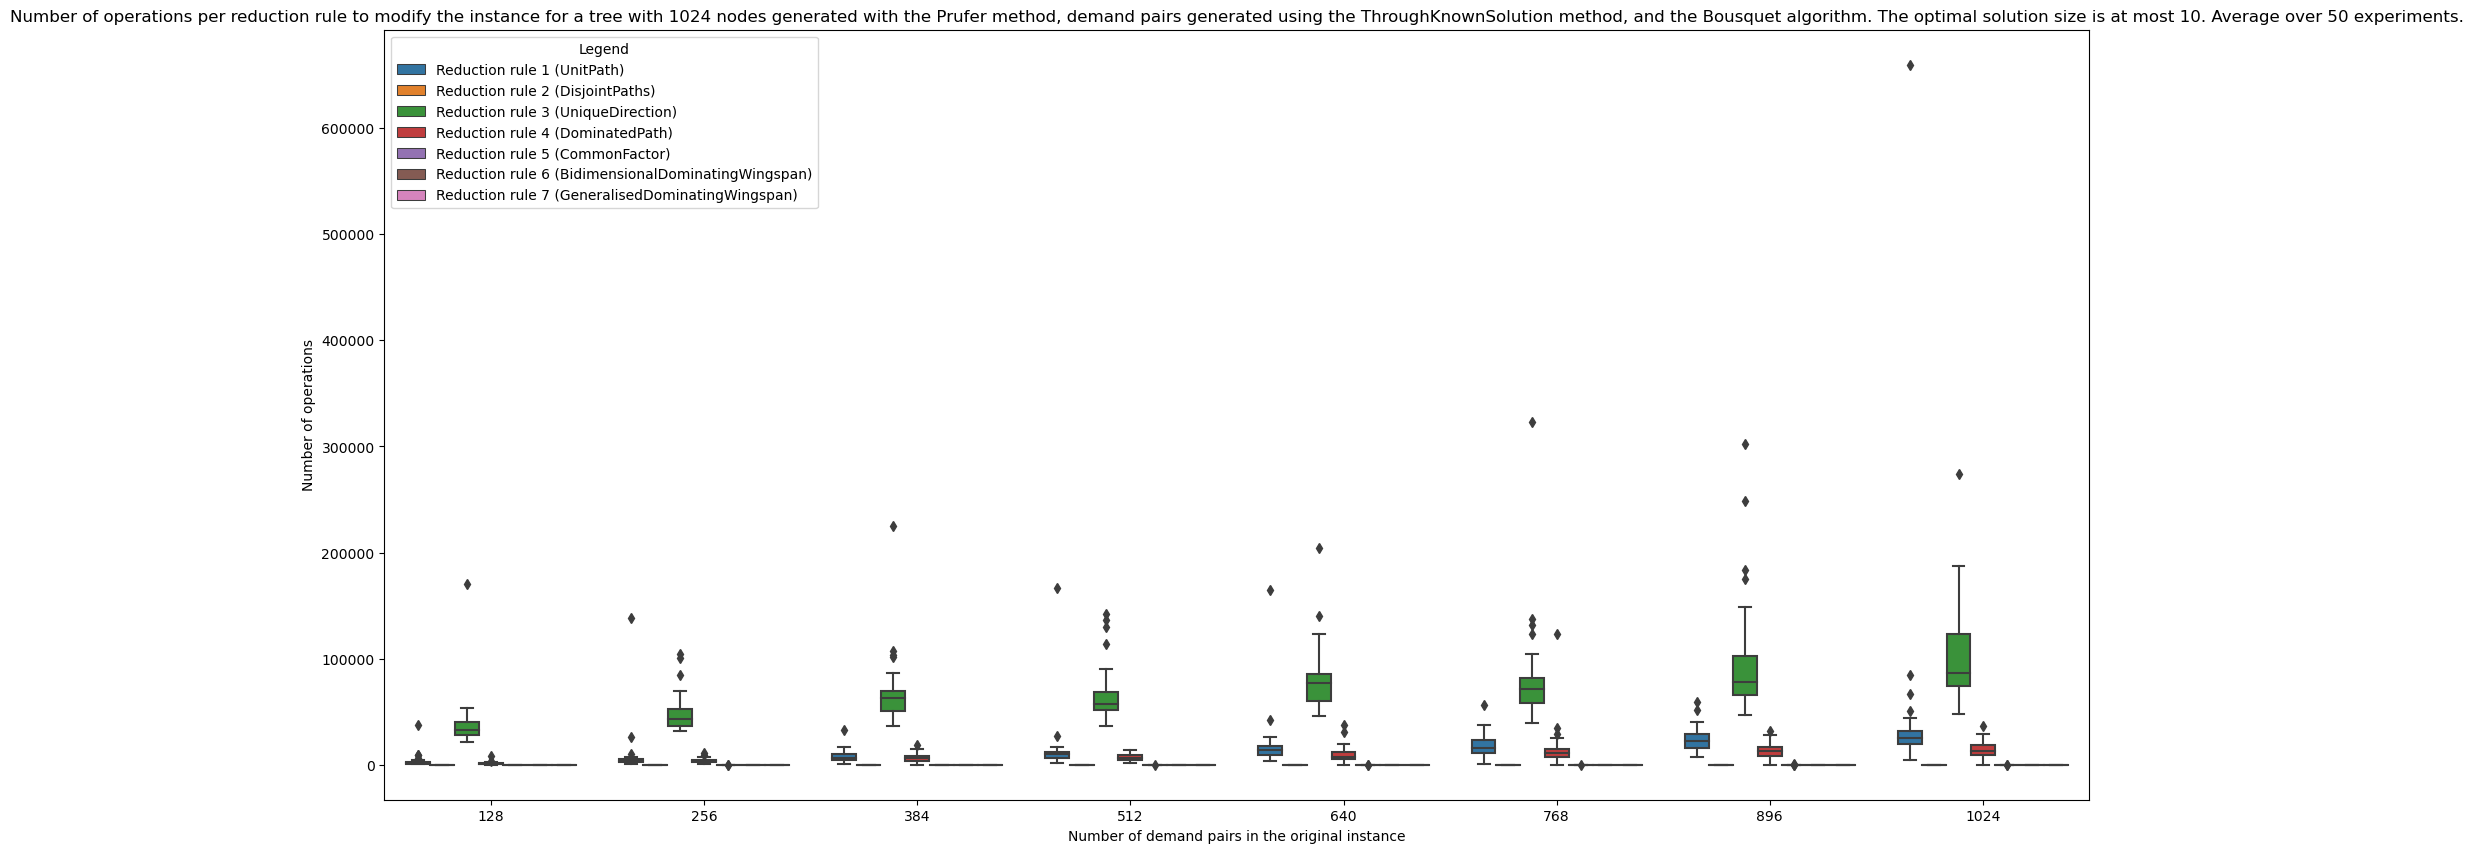 Number of operations per reduction rule to modify the instance for a tree with 1024 nodes generated with the Prufer method, demand pairs generated using the ThroughKnownSolution method, and the Bousquet algorithm. The optimal solution size is at most 10. Average over 50 experiments.
Legend
Reduction rule 1 (UnitPath)
Reduction rule 2 (DisjointPaths)
Reduction rule 3 (UniqueDirection)
Reduction rule 4 (DominatedPath)
Reduction rule 5 (CommonFactor)
Reduction rule 6 (BidimensionalDominatingWingspan)
Reduction rule 7 (GeneralisedDominatingWingspan)
Number of operations
600000
500000
400000
300000
200000
100000
0
128 256 384 512 640 768 896 1024
Number of demand pairs in the original instance